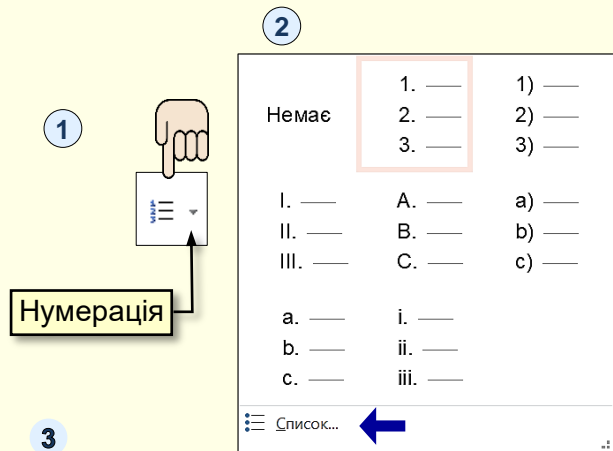 2
1
Нумерація
Немає
1.
2.
3.
1)
2)
3)
I.
II.
III.
A.
B.
C.
a)
b)
c)
a.
b.
c.
i.
ii.
iii.
Список...
3